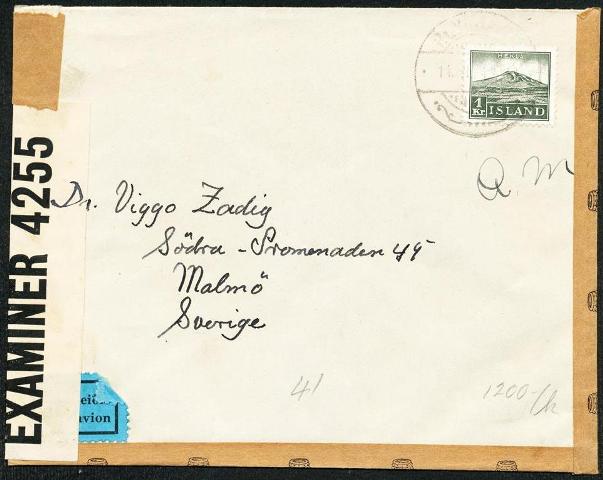 HEKLA
1 Kr ISLAND
EXAMINER 4255
Dr. Viggo Zadig
Södra - Promenaden 49
Malmö
Sverige
avion
41
1200-